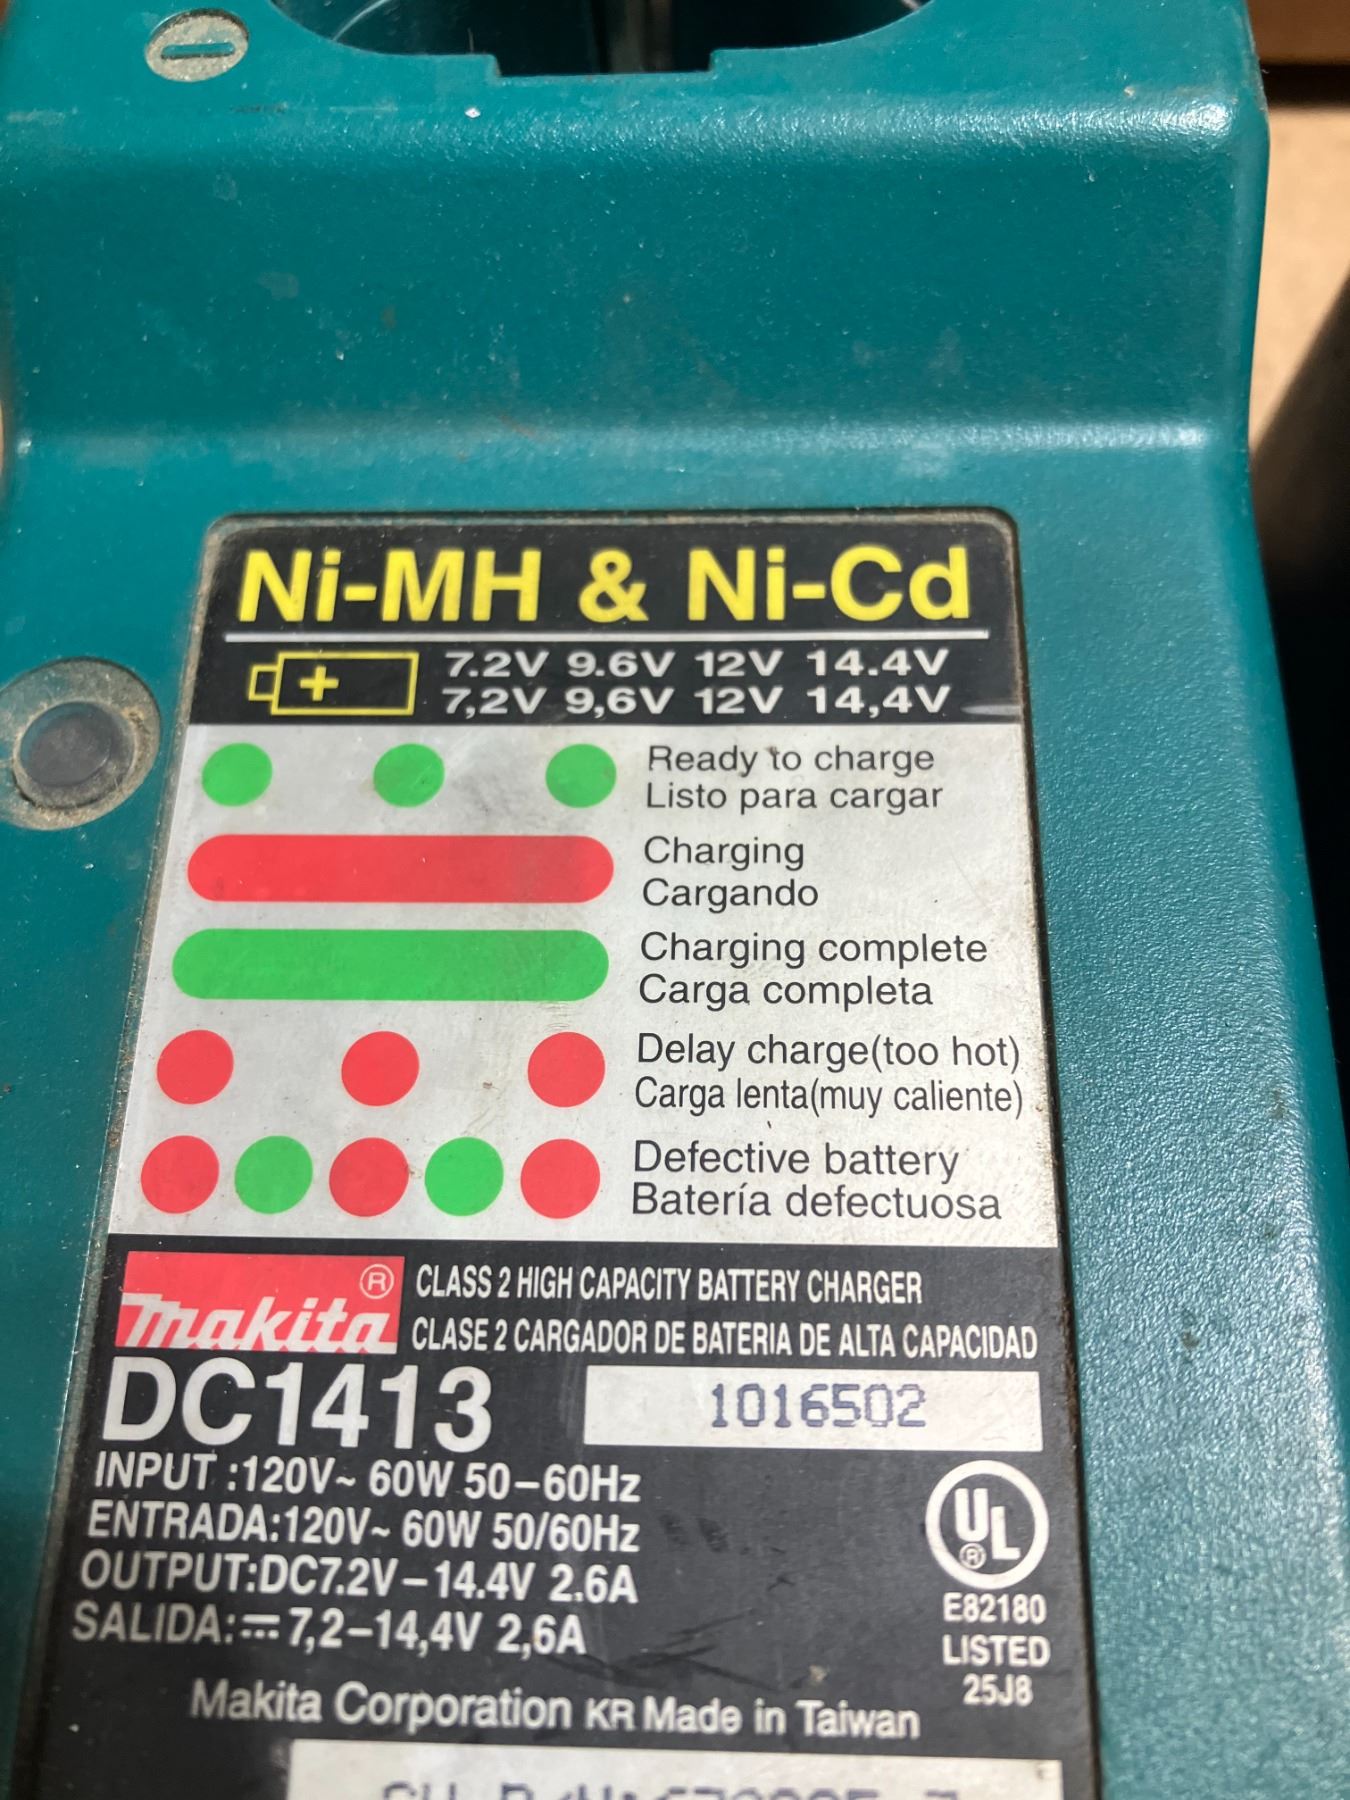 Ni-MH & Ni-Cd
+ 7.2V 9.6V 12V 14.4V
7,2V 9,6V 12V 14,4V
Ready to charge
Listo para cargar
Charging
Cargando
Charging complete
Carga completa
Delay charge(too hot)
Carga lenta(muy caliente)
Defective battery
Batería defectuosa
makita® CLASS 2 HIGH CAPACITY BATTERY CHARGER
CLASE 2 CARGADOR DE BATERIA DE ALTA CAPACIDAD
DC1413 1016502
INPUT :120V~ 60W 50–60Hz
ENTRADA:120V~ 60W 50/60Hz
OUTPUT:DC7.2V–14.4V 2.6A
SALIDA:⎓7,2–14,4V 2,6A
UL®
E82180
LISTED
25J8
Makita Corporation KR Made in Taiwan